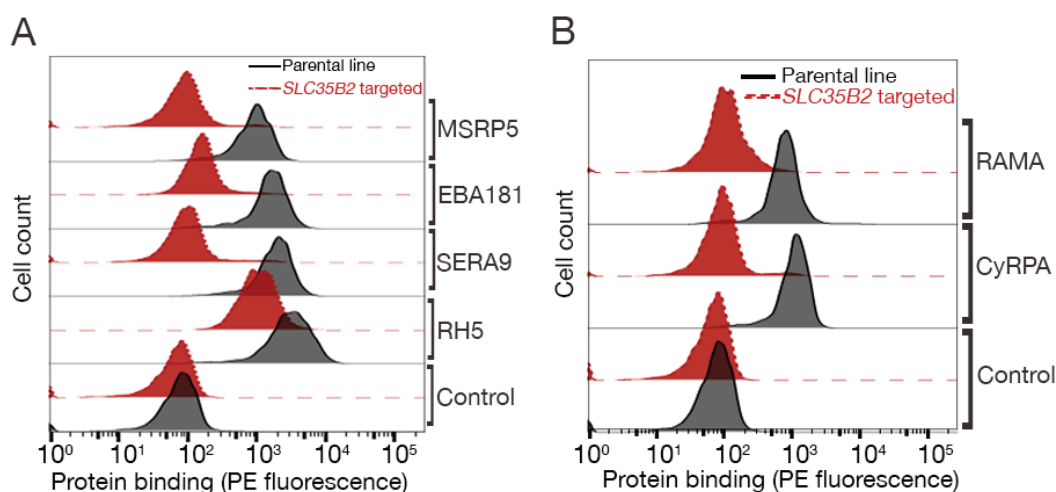 A
Parental line
SLC35B2 targeted
MSRP5
EBA181
SERA9
RH5
Control
Cell count
10⁰ 10¹ 10² 10³ 10⁴ 10⁵
Protein binding (PE fluorescence)
B
Parental line
SLC35B2 targeted
RAMA
CyRPA
Control
Cell count
10⁰ 10¹ 10² 10³ 10⁴ 10⁵
Protein binding (PE fluorescence)